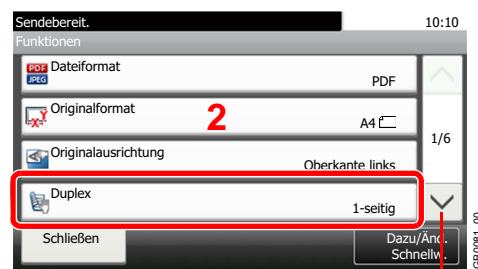 Sendebereit.
10:10
Funktionen
PDF
JPEG
Dateiformat
PDF
Originalformat
2
A4
1/6
Originalausrichtung
Oberkante links
Duplex
1-seitig
Schließen
Dazu/Änd.
Schnellw.
GB0081_00